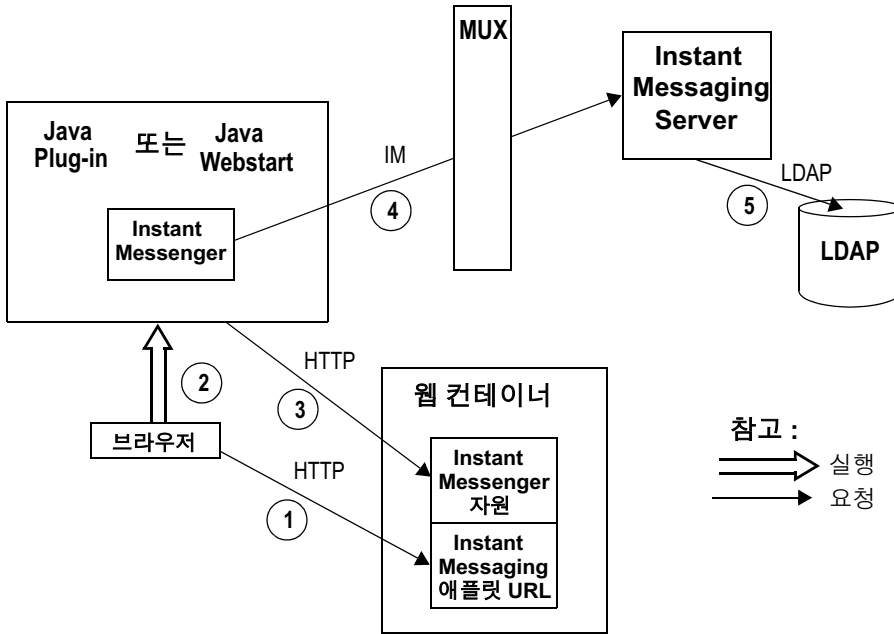 MUX
Instant
Messaging
Server
Java
Plug-in
또는
Java
Webstart
IM
4
LDAP
5
Instant
Messenger
LDAP
HTTP
2
3
웹 컨테이너
브라우저
HTTP
1
Instant
Messenger
자원
Instant
Messaging
애플릿 URL
참고 :
실행
요청